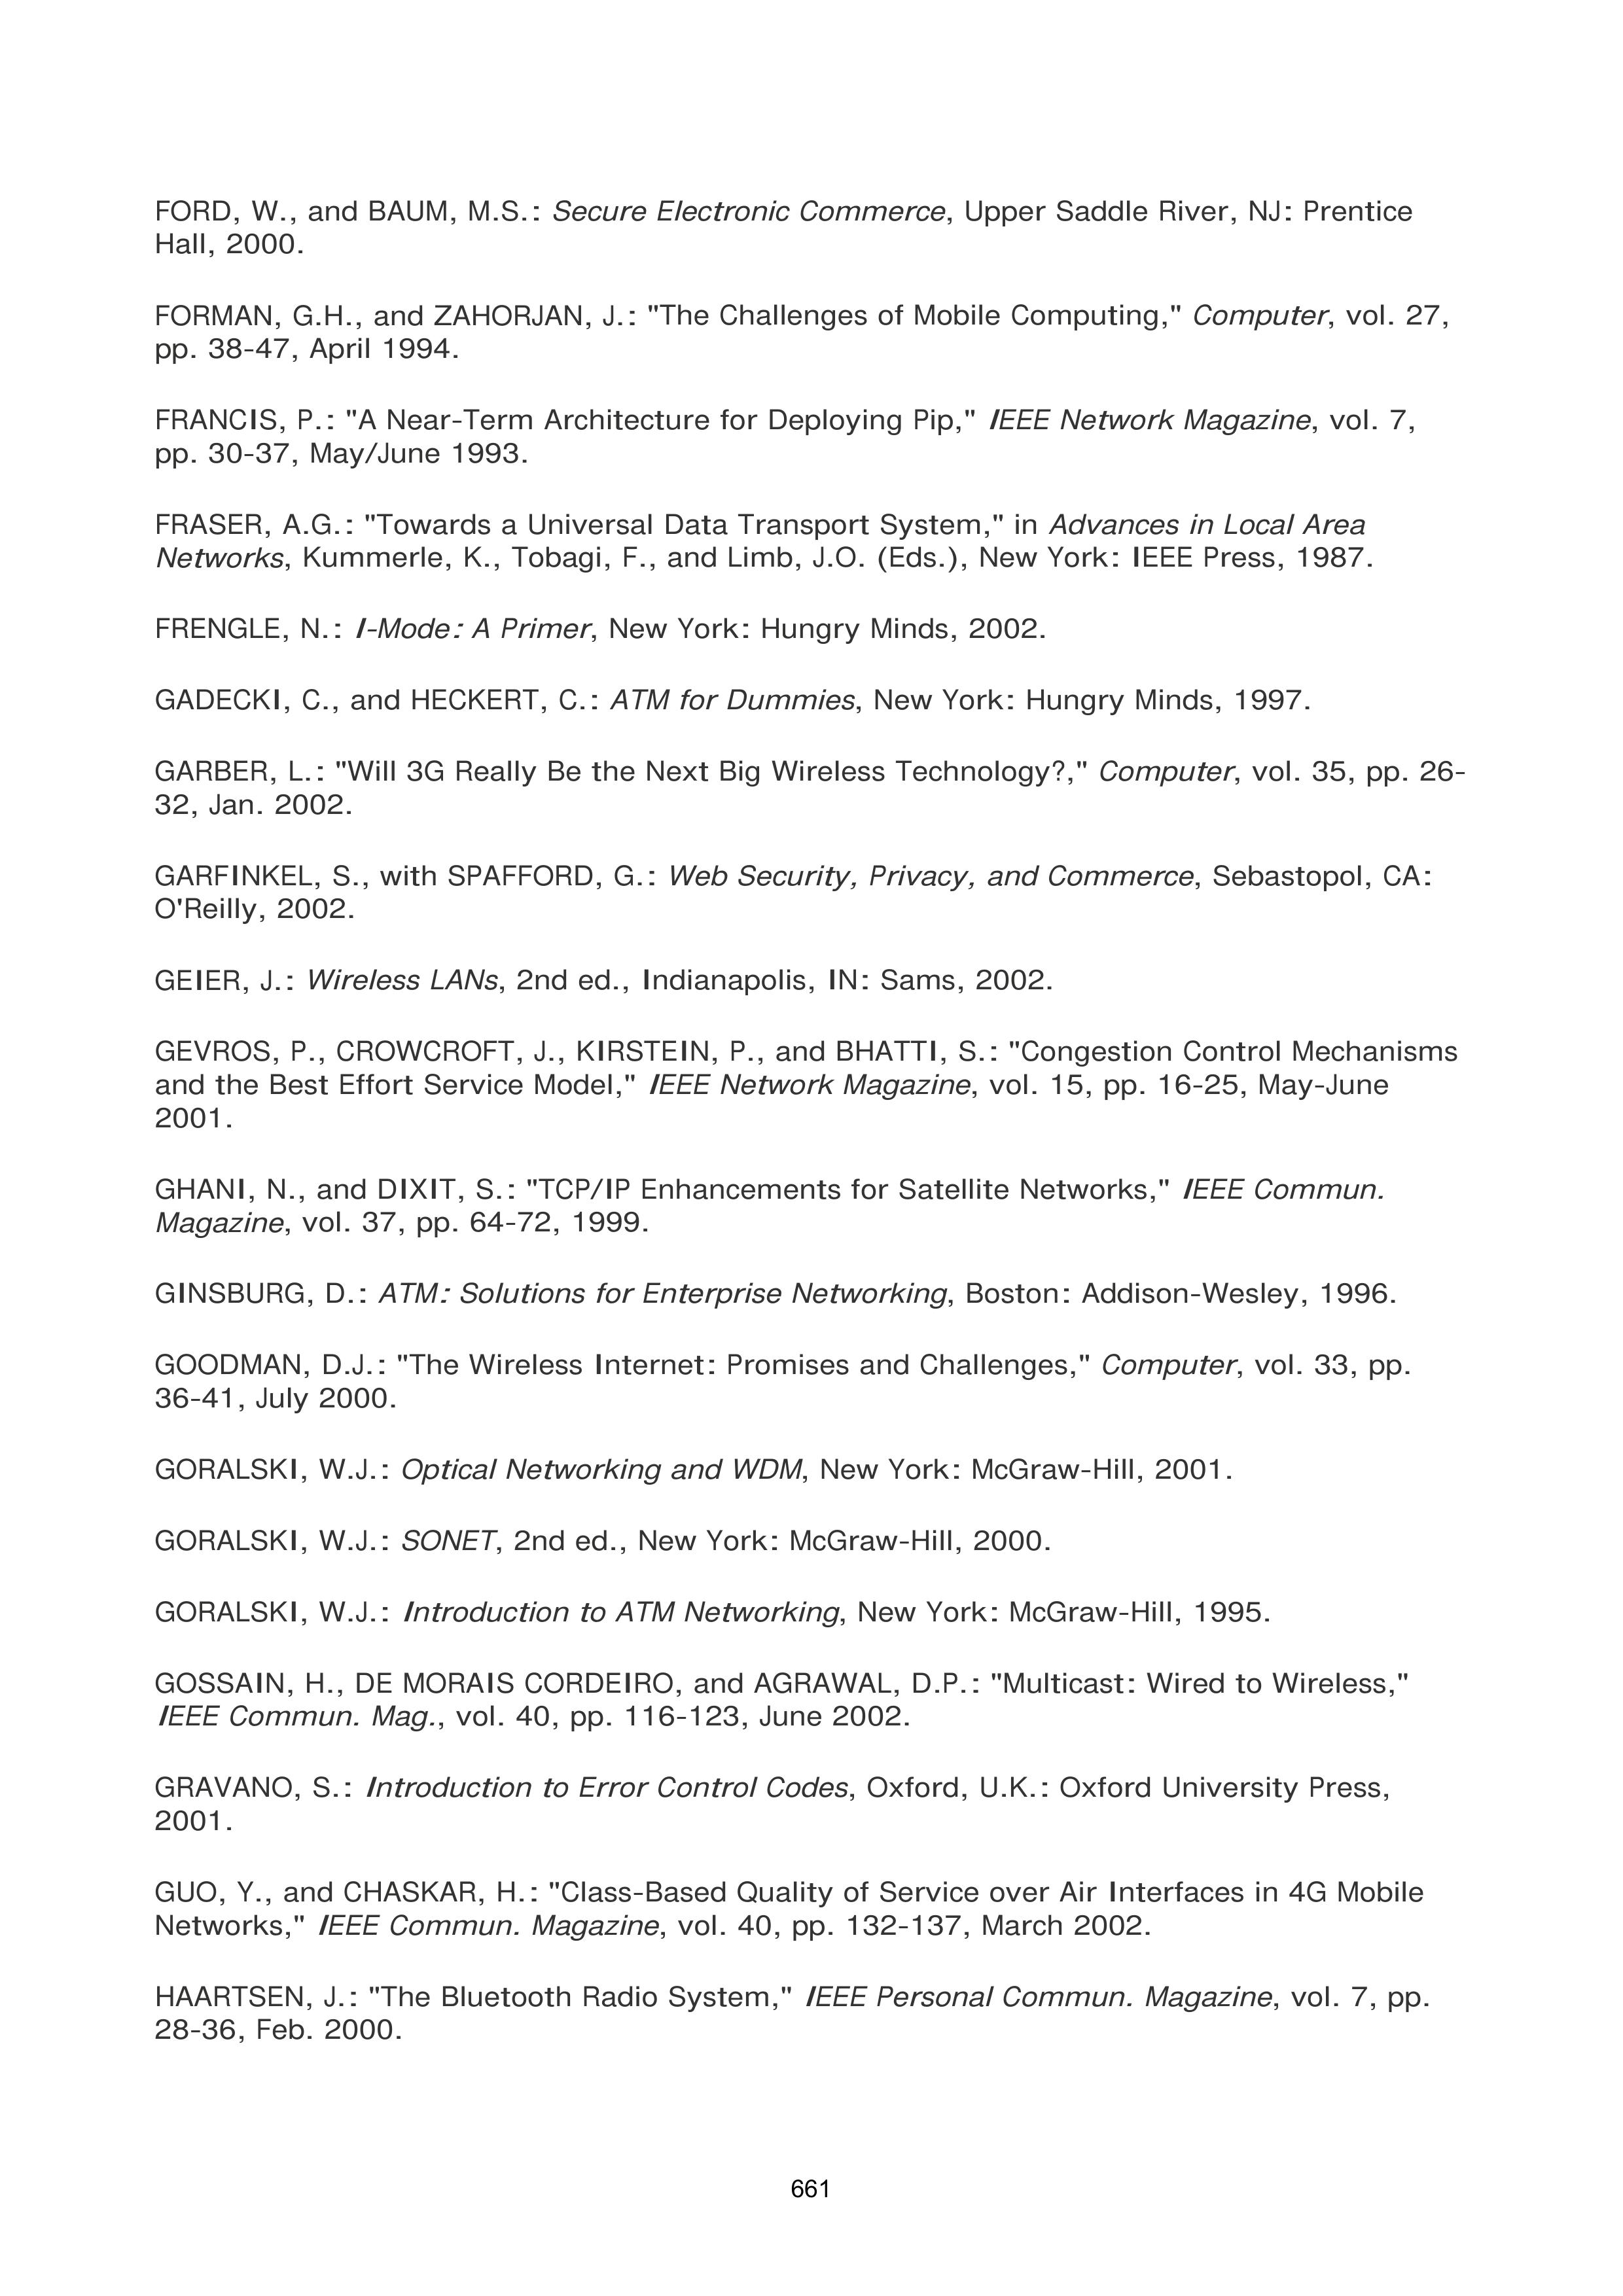 FORD, W., and BAUM, M.S.: Secure Electronic Commerce, Upper Saddle River, NJ: Prentice
Hall, 2000.
FORMAN, G.H., and ZAHORJAN, J.: "The Challenges of Mobile Computing," Computer, vol. 27,
pp. 38-47, April 1994.
FRANCIS, P.: "A Near-Term Architecture for Deploying Pip," IEEE Network Magazine, vol. 7,
pp. 30-37, May/June 1993.
FRASER, A.G.: "Towards a Universal Data Transport System," in Advances in Local Area
Networks, Kummerle, K., Tobagi, F., and Limb, J.O. (Eds.), New York: IEEE Press, 1987.
FRENGLE, N.: I-Mode: A Primer, New York: Hungry Minds, 2002.
GADECKI, C., and HECKERT, C.: ATM for Dummies, New York: Hungry Minds, 1997.
GARBER, L.: "Will 3G Really Be the Next Big Wireless Technology?," Computer, vol. 35, pp. 26-
32, Jan. 2002.
GARFINKEL, S., with SPAFFORD, G.: Web Security, Privacy, and Commerce, Sebastopol, CA:
O'Reilly, 2002.
GEIER, J.: Wireless LANs, 2nd ed., Indianapolis, IN: Sams, 2002.
GEVROS, P., CROWCROFT, J., KIRSTEIN, P., and BHATTI, S.: "Congestion Control Mechanisms
and the Best Effort Service Model," IEEE Network Magazine, vol. 15, pp. 16-25, May-June
2001.
GHANI, N., and DIXIT, S.: "TCP/IP Enhancements for Satellite Networks," IEEE Commun.
Magazine, vol. 37, pp. 64-72, 1999.
GINSBURG, D.: ATM: Solutions for Enterprise Networking, Boston: Addison-Wesley, 1996.
GOODMAN, D.J.: "The Wireless Internet: Promises and Challenges," Computer, vol. 33, pp.
36-41, July 2000.
GORALSKI, W.J.: Optical Networking and WDM, New York: McGraw-Hill, 2001.
GORALSKI, W.J.: SONET, 2nd ed., New York: McGraw-Hill, 2000.
GORALSKI, W.J.: Introduction to ATM Networking, New York: McGraw-Hill, 1995.
GOSSAIN, H., DE MORAIS CORDEIRO, and AGRAWAL, D.P.: "Multicast: Wired to Wireless,"
IEEE Commun. Mag., vol. 40, pp. 116-123, June 2002.
GRAVANO, S.: Introduction to Error Control Codes, Oxford, U.K.: Oxford University Press,
2001.
GUO, Y., and CHASKAR, H.: "Class-Based Quality of Service over Air Interfaces in 4G Mobile
Networks," IEEE Commun. Magazine, vol. 40, pp. 132-137, March 2002.
HAARTSEN, J.: "The Bluetooth Radio System," IEEE Personal Commun. Magazine, vol. 7, pp.
28-36, Feb. 2000.
661